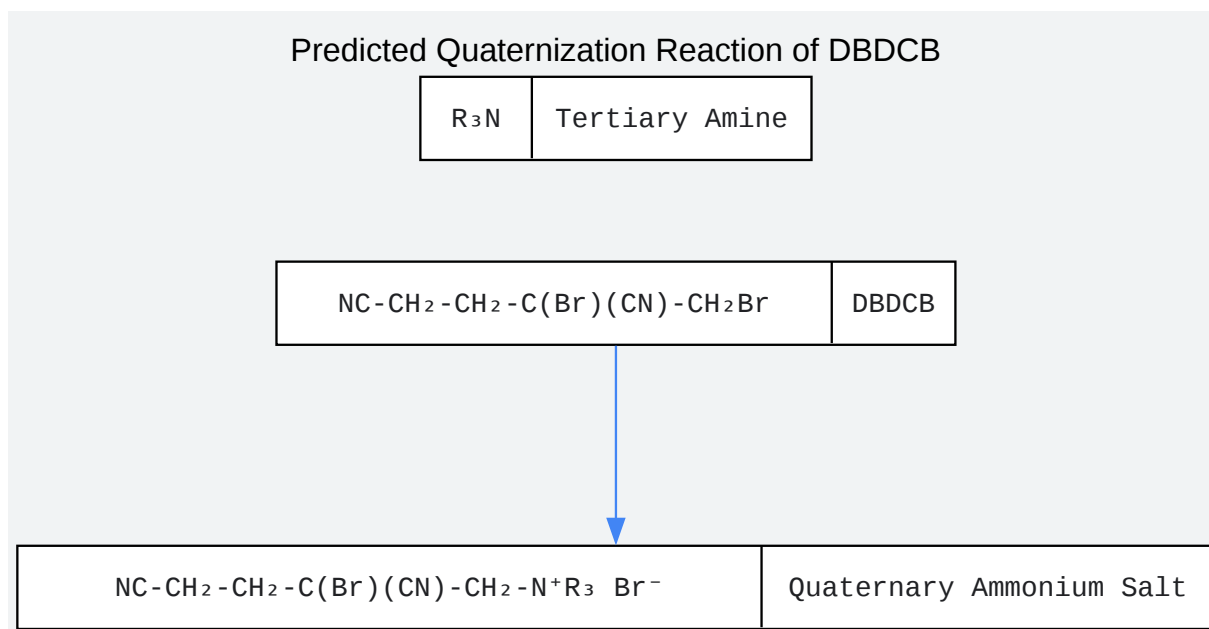 Predicted Quaternization Reaction of DBDCB
R₃N Tertiary Amine
NC-CH₂-CH₂-C(Br)(CN)-CH₂Br DBDCB
NC-CH₂-CH₂-C(Br)(CN)-CH₂-N⁺R₃ Br⁻ Quaternary Ammonium Salt